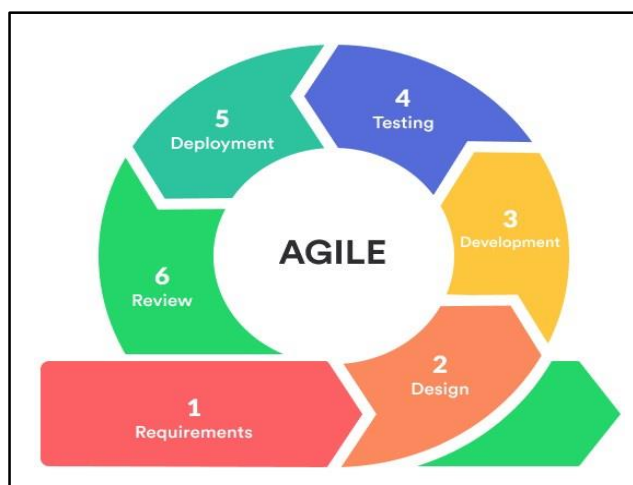 AGILE
1
Requirements
2
Design
3
Development
4
Testing
5
Deployment
6
Review